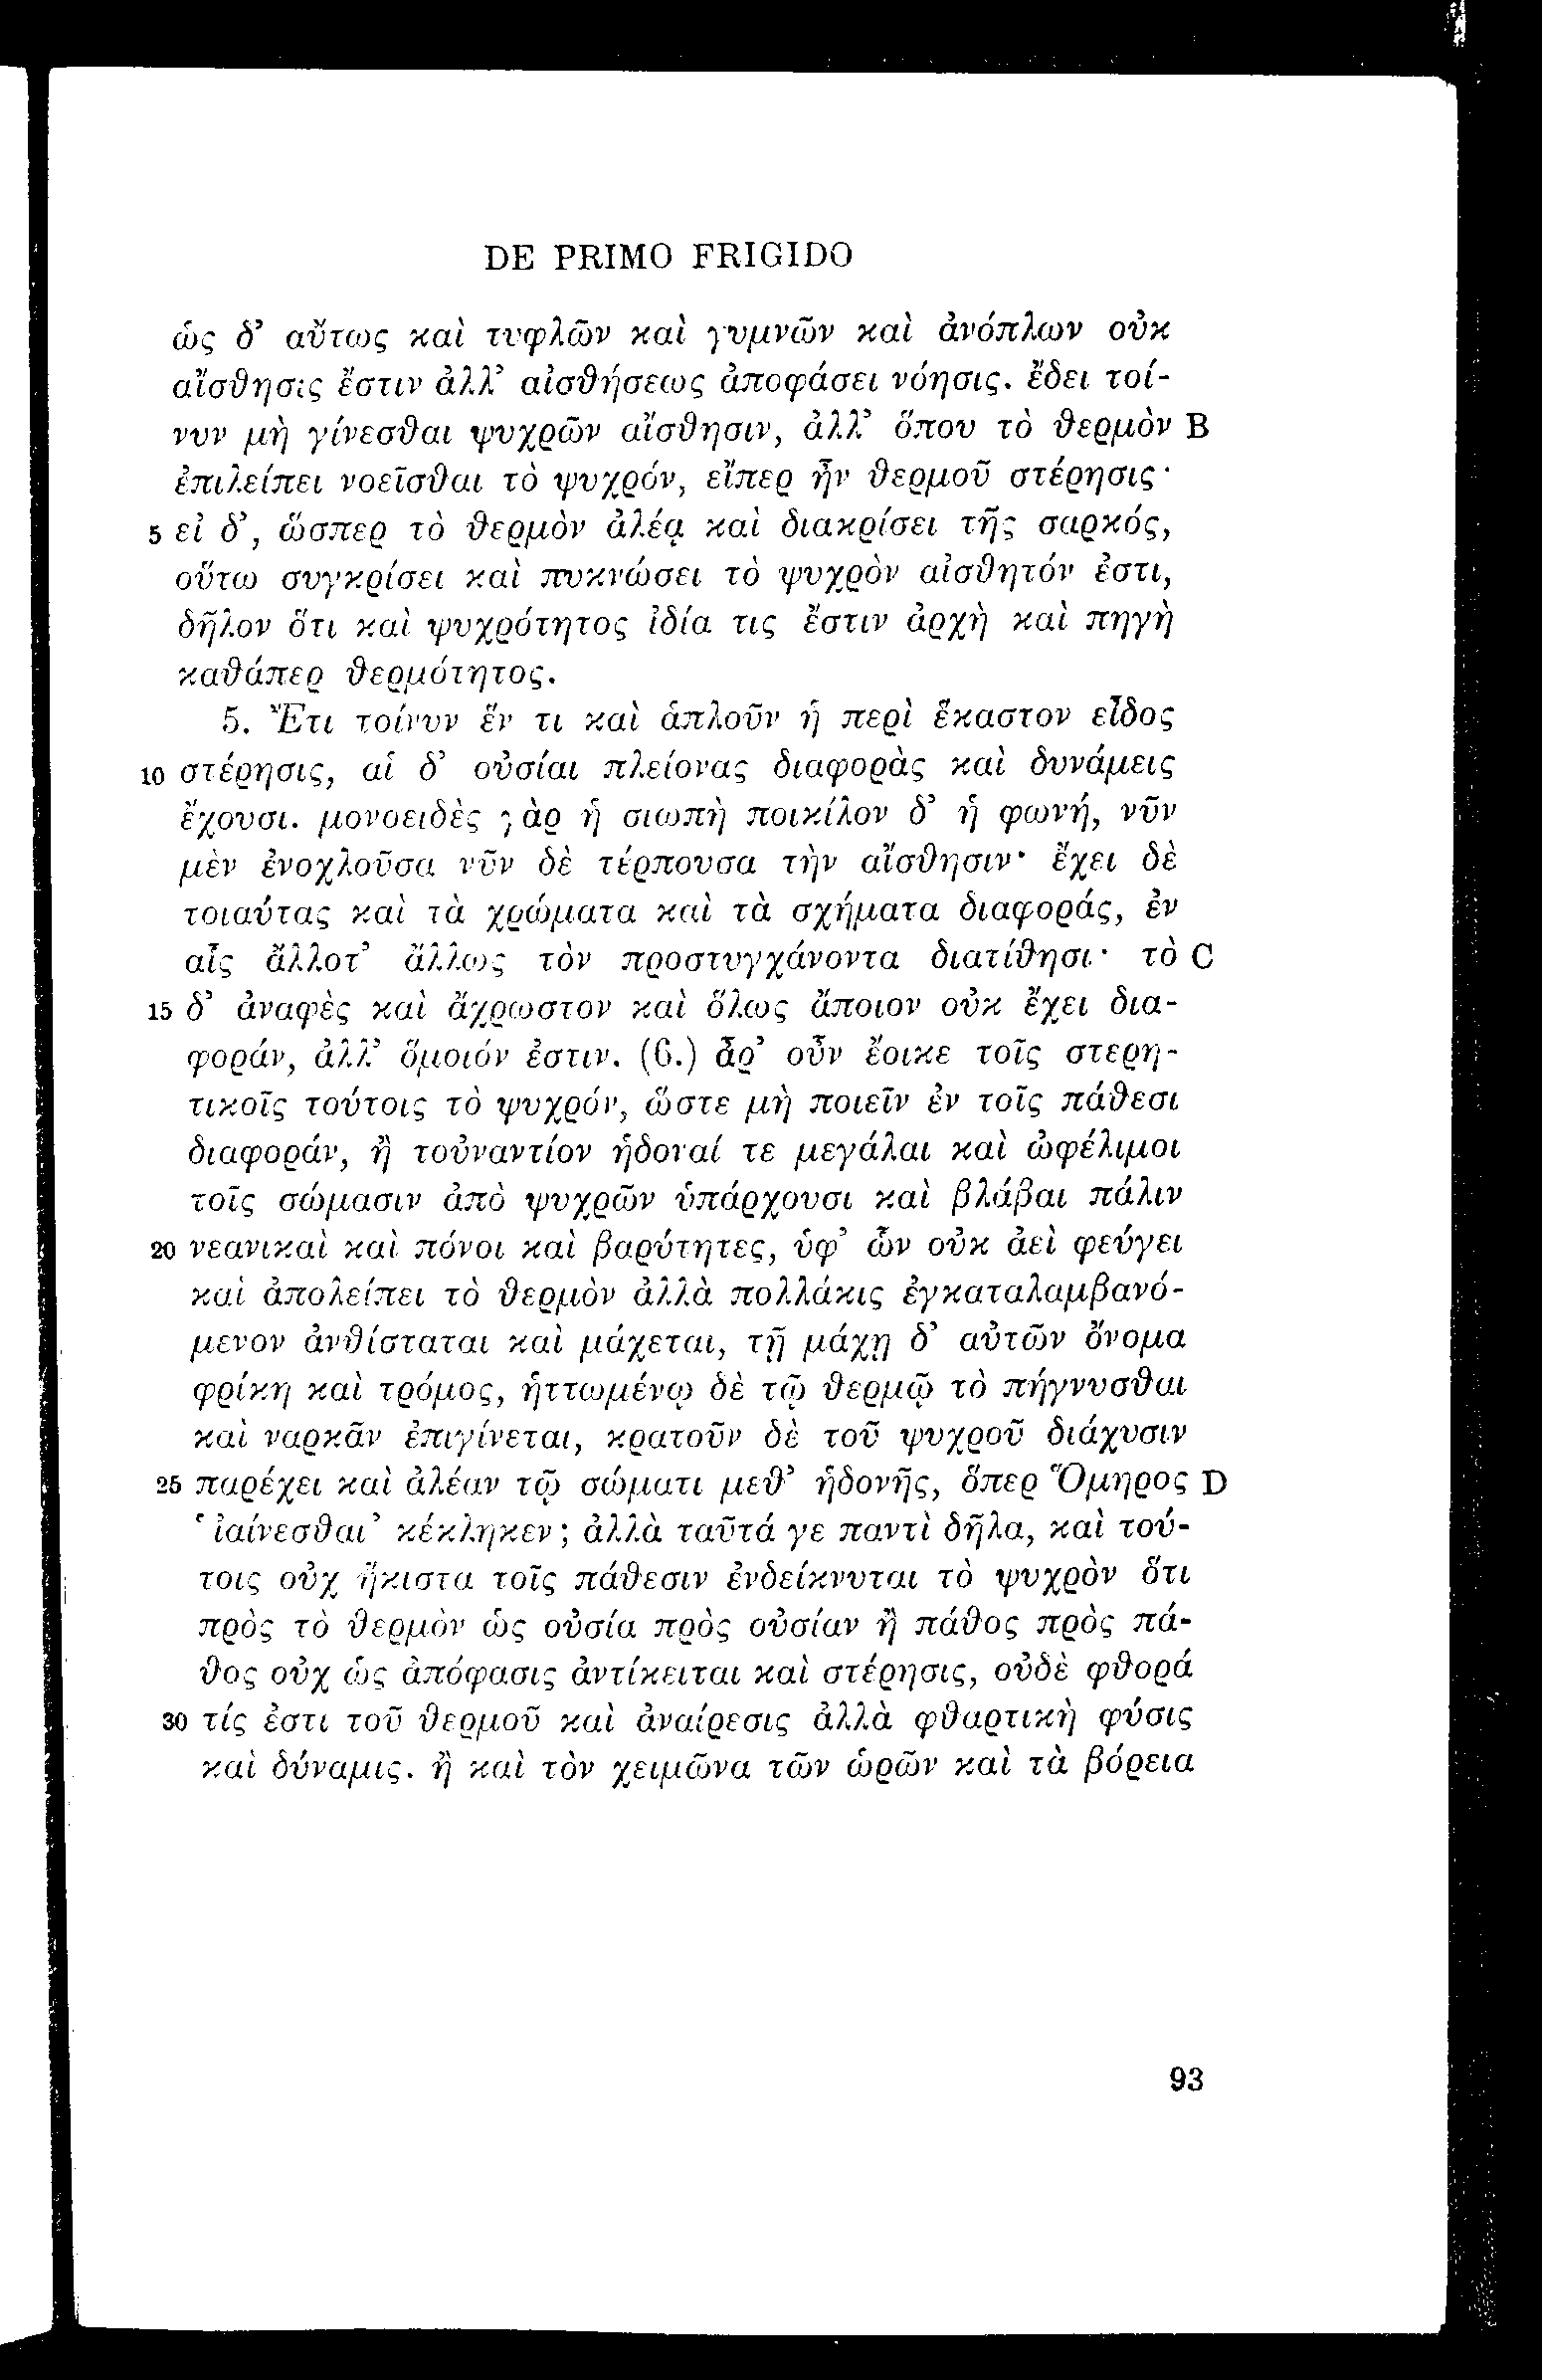 DE PRIMO FRIGIDO
ὡς δ’ αὔτως καὶ τυφλῶν καὶ γυμνῶν καὶ ἀνόπλων οὐκ
αἴσθησις ἔστιν ἀλλ’ αἰσθήσεως ἀποφάσει νόησις. ἔδει τοί-
νυν μὴ γίνεσθαι ψυχρῶν αἴσθησιν, ἀλλ’ ὅπου τὸ θερμὸν B
ἐπιλείπει νοεῖσθαι τὸ ψυχρόν, εἴπερ ἦν θερμοῦ στέρησις·
5 εἰ δ’, ὥσπερ τὸ θερμὸν ἀλέᾳ καὶ διακρίσει τῆς σαρκός,
οὕτω συγκρίσει καὶ πυκνώσει τὸ ψυχρὸν αἰσθητόν ἐστι,
δῆλον ὅτι καὶ ψυχρότητος ἰδία τις ἔστιν ἀρχὴ καὶ πηγὴ
καθάπερ θερμότητος.
5. Ἔτι τοίνυν ἕν τι καὶ ἁπλοῦν ἡ περὶ ἕκαστον εἶδος
10 στέρησις, αἱ δ’ οὐσίαι πλείονας διαφορὰς καὶ δυνάμεις
ἔχουσι. μονοειδὲς γὰρ ἡ σιωπὴ ποικίλον δ’ ἡ φωνή, νῦν
μὲν ἐνοχλοῦσα νῦν δὲ τέρπουσα τὴν αἴσθησιν· ἔχει δὲ
τοιαύτας καὶ τὰ χρώματα καὶ τὰ σχήματα διαφοράς, ἐν
αἷς ἄλλοτ’ ἄλλως τὸν προστυγχάνοντα διατίθησι· τὸ C
15 δ’ ἀναφὲς καὶ ἄχρωστον καὶ ὅλως ἄποιον οὐκ ἔχει δια-
φοράν, ἀλλ’ ὅμοιόν ἐστιν. (6.) ἆρ’ οὖν ἔοικε τοῖς στερη-
τικοῖς τούτοις τὸ ψυχρόν, ὥστε μὴ ποιεῖν ἐν τοῖς πάθεσι
διαφοράν, ἢ τοὐναντίον ἡδοναί τε μεγάλαι καὶ ὠφέλιμοι
τοῖς σώμασιν ἀπὸ ψυχρῶν ὑπάρχουσι καὶ βλάβαι πάλιν
20 νεανικαὶ καὶ πόνοι καὶ βαρύτητες, ὑφ’ ὧν οὐκ ἀεὶ φεύγει
καὶ ἀπολείπει τὸ θερμὸν ἀλλὰ πολλάκις ἐγκαταλαμβανό-
μενον ἀνθίσταται καὶ μάχεται, τῇ μάχῃ δ’ αὐτῶν ὄνομα
φρίκη καὶ τρόμος, ἡττωμένῳ δὲ τῷ θερμῷ τὸ πήγνυσθαι
καὶ ναρκᾶν ἐπιγίνεται, κρατοῦν δὲ τοῦ ψυχροῦ διάχυσιν
25 παρέχει καὶ ἀλέαν τῷ σώματι μεθ’ ἡδονῆς, ὅπερ Ὅμηρος D
‘ἰαίνεσθαι’ κέκληκεν; ἀλλὰ ταῦτά γε παντὶ δῆλα, καὶ τού-
τοις οὐχ ἥκιστα τοῖς πάθεσιν ἐνδείκνυται τὸ ψυχρὸν ὅτι
πρὸς τὸ θερμὸν ὡς οὐσία πρὸς οὐσίαν ἢ πάθος πρὸς πά-
θος οὐχ ὡς ἀπόφασις ἀντίκειται καὶ στέρησις, οὐδὲ φθορά
30 τίς ἐστι τοῦ θερμοῦ καὶ ἀναίρεσις ἀλλὰ φθαρτικὴ φύσις
καὶ δύναμις. ἢ καὶ τὸν χειμῶνα τῶν ὡρῶν καὶ τὰ βόρεια
93